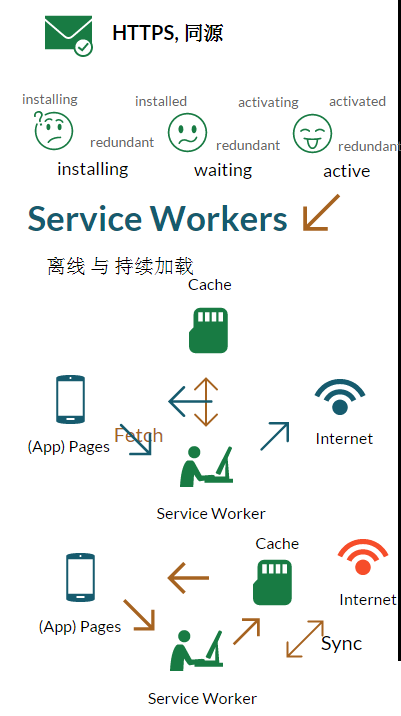 HTTPS, 同源
installing
installed
activating
activated
redundant
redundant
redundant
installing
waiting
active
Service Workers
离线 与 持续加载
Cache
Fetch
(App) Pages
Internet
Service Worker
Cache
Internet
(App) Pages
Sync
Service Worker